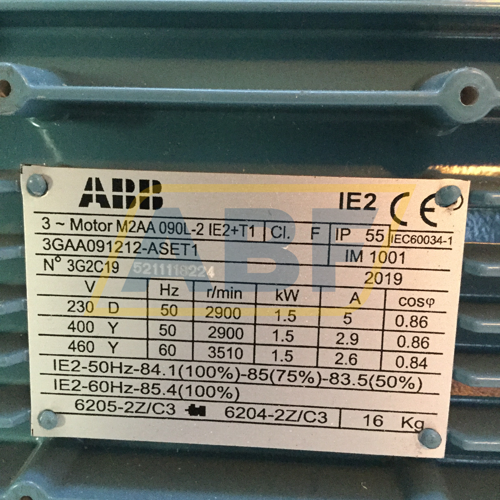 ABB IE2 CE
3 ~ Motor M2AA 090L-2 IE2+T1 Cl. F IP 55 IEC60034-1
3GAA091212-ASET1 IM 1001
N° 3G2C19 5211118224 2019
V Hz r/min kW A cosφ
230 D 50 2900 1.5 5 0.86
400 Y 50 2900 1.5 2.9 0.86
460 Y 60 3510 1.5 2.6 0.84
IE2-50Hz-84.1(100%)-85(75%)-83.5(50%)
IE2-60Hz-85.4(100%)
6205-2Z/C3 6204-2Z/C3 16 Kg
ABF